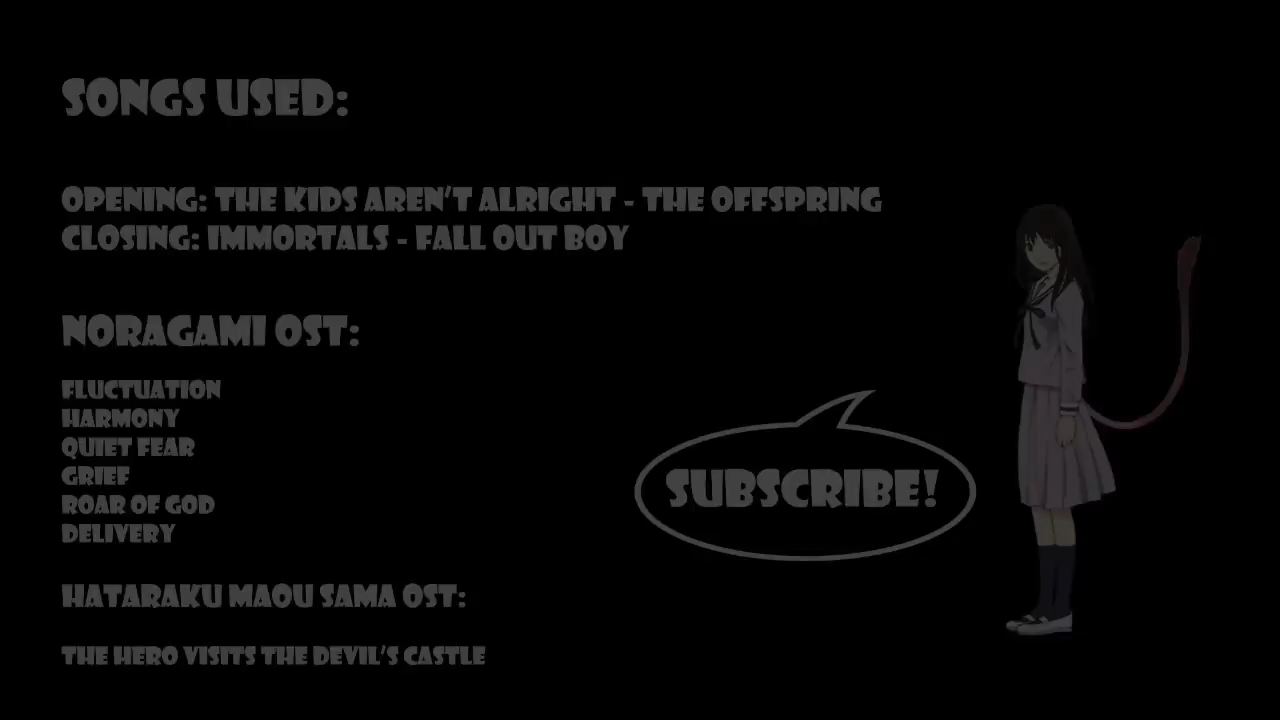 SONGS USED:
OPENING: THE KIDS AREN'T ALRIGHT - THE OFFSPRING
CLOSING: IMMORTALS - FALL OUT BOY
NORAGAMI OST:
FLUCTUATION
HARMONY
QUIET FEAR
GRIEF
ROAR OF GOD
DELIVERY
HATARAKU MAOU SAMA OST:
THE HERO VISITS THE DEVIL'S CASTLE
SUBSCRIBE!